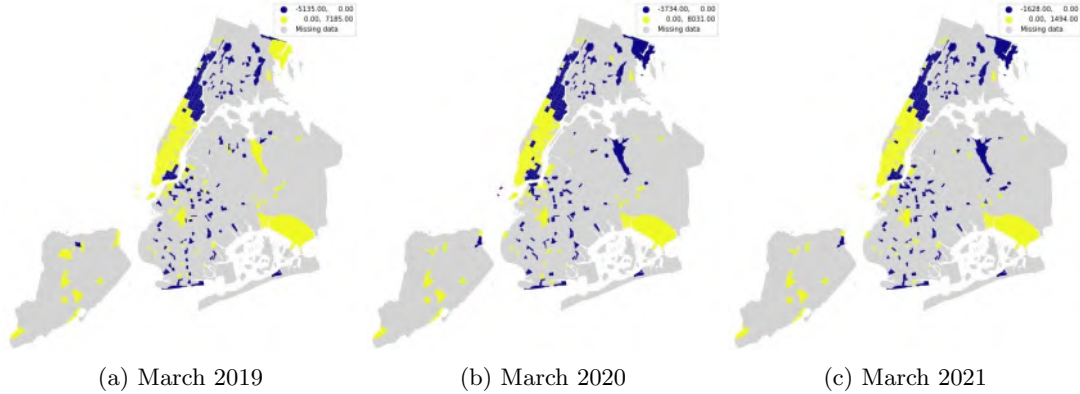 -5135.00, 0.00
0.00, 7185.00
Missing data
-3734.00, 0.00
0.00, 8031.00
Missing data
-1628.00, 0.00
0.00, 1494.00
Missing data
(a) March 2019
(b) March 2020
(c) March 2021